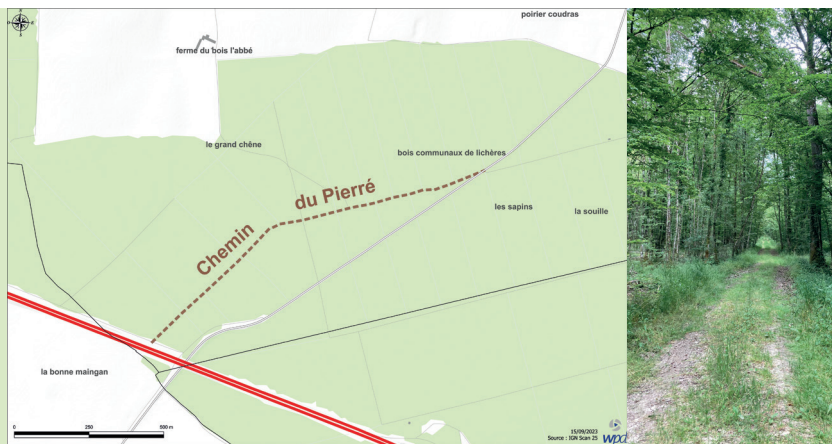 poirier coudras
ferme du bois l'abbé
le grand chêne
bois communaux de lichères
Chemin du Pierré
les sapins
la souille
la bonne maingan
0 250 500 m
15/09/2023
Source : IGN Scan 25
wpd